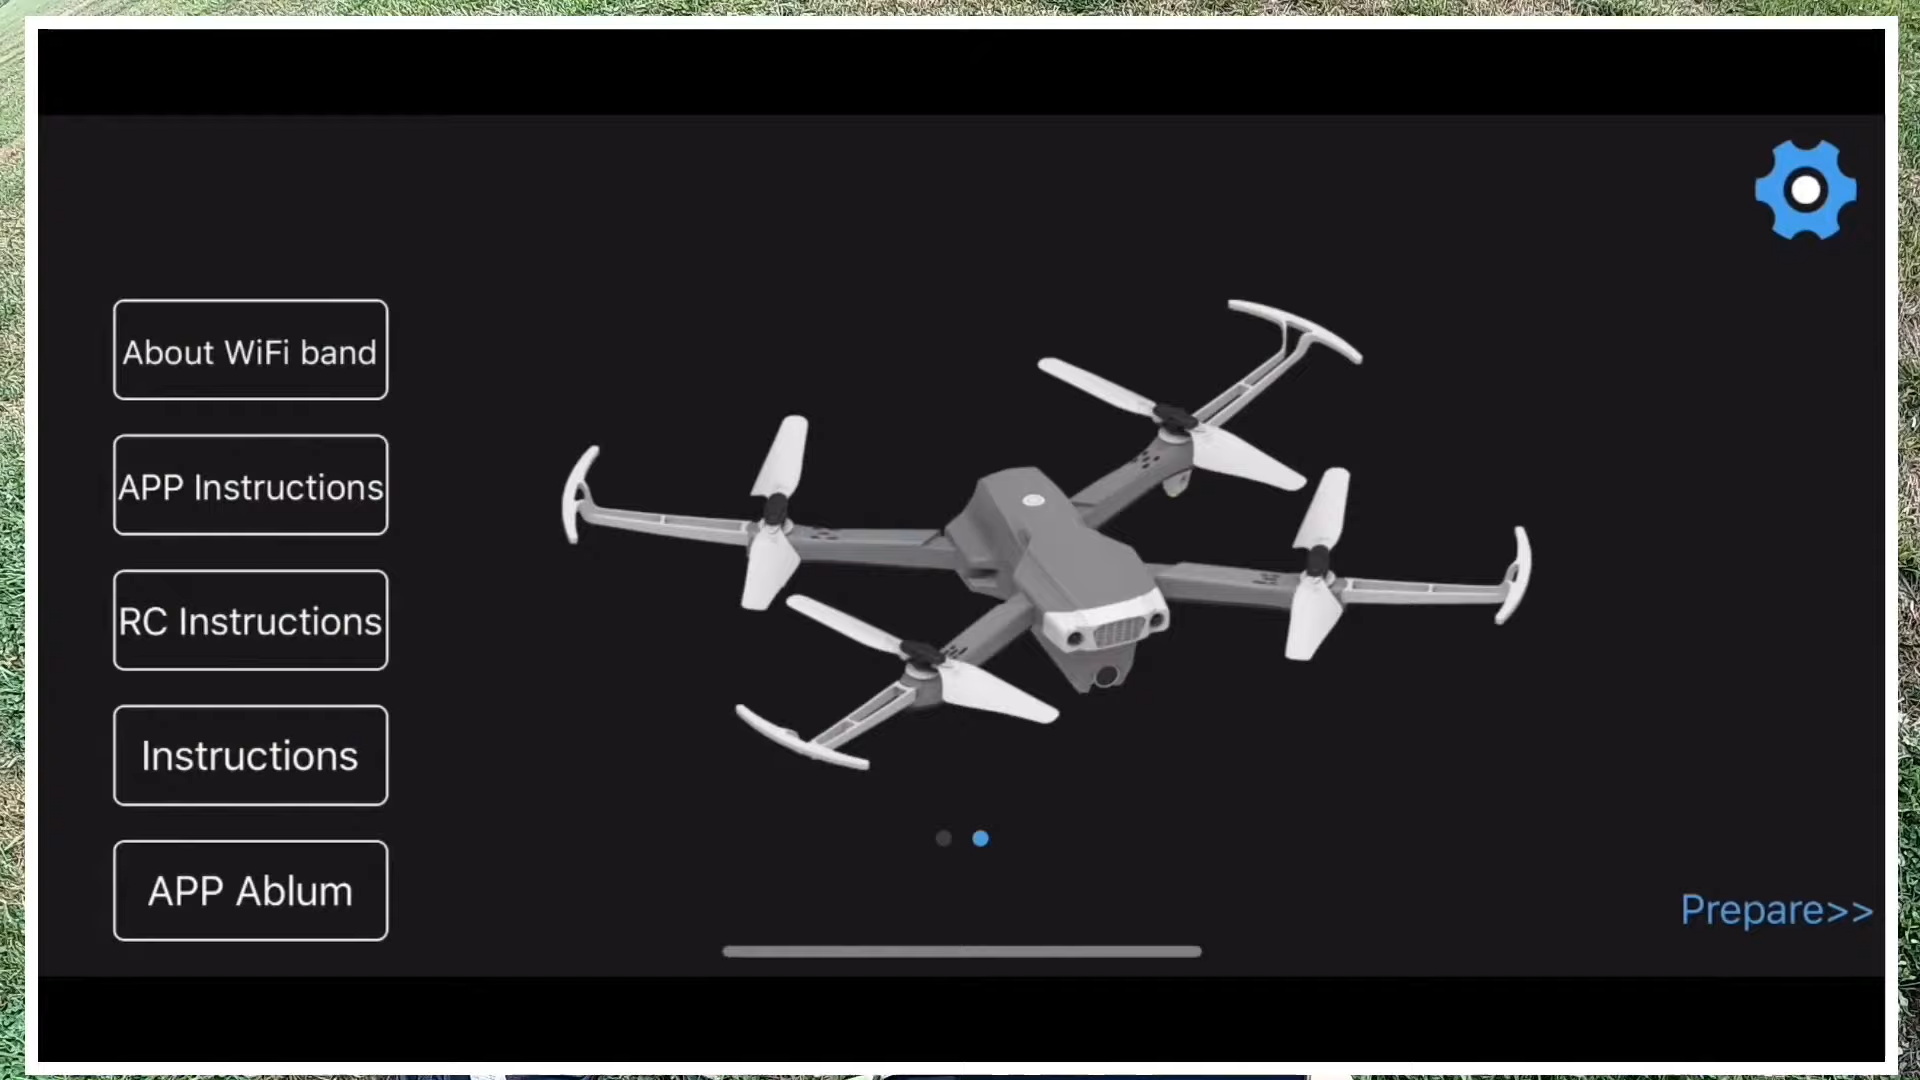 About WiFi band
APP Instructions
RC Instructions
Instructions
APP Ablum
Prepare>>